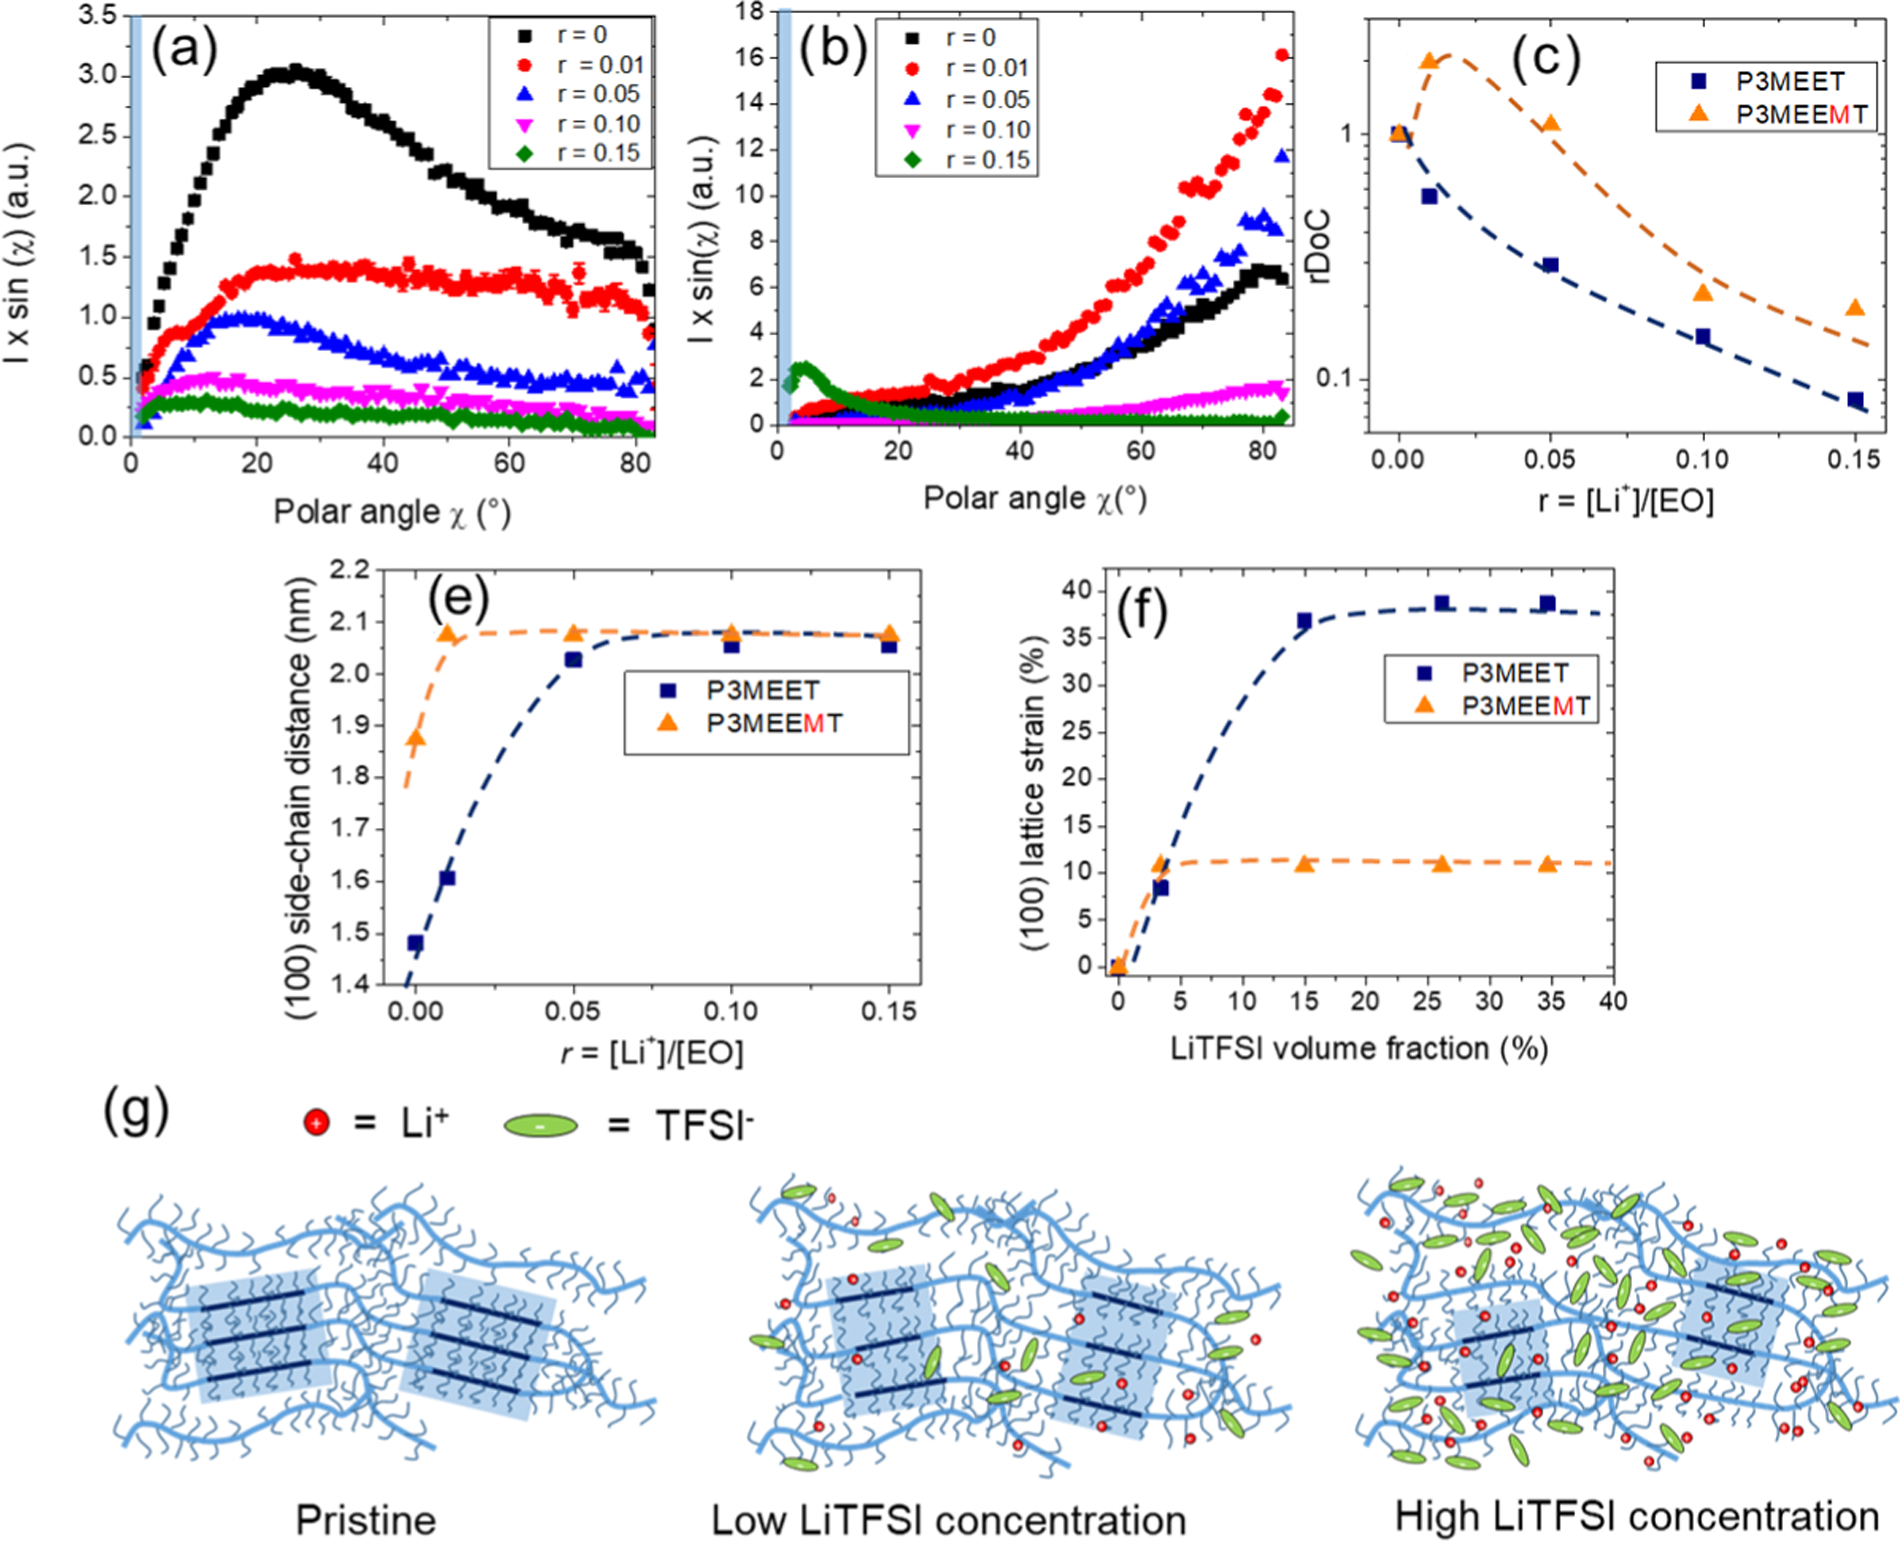 (a)
r = 0
r = 0.01
r = 0.05
r = 0.10
r = 0.15
3.5
3.0
2.5
2.0
1.5
1.0
0.5
0.0
0 20 40 60 80
I x sin (χ) (a.u.)
Polar angle χ (°)
(b)
r = 0
r = 0.01
r = 0.05
r = 0.10
r = 0.15
18
16
14
12
10
8
6
4
2
0
0 20 40 60 80
I x sin(χ) (a.u.)
Polar angle χ(°)
(c)
P3MEET
P3MEEMT
1
0.1
0.00 0.05 0.10 0.15
rDoC
r = [Li⁺]/[EO]
(e)
P3MEET
P3MEEMT
2.2
2.1
2.0
1.9
1.8
1.7
1.6
1.5
1.4
0.00 0.05 0.10 0.15
(100) side-chain distance (nm)
r = [Li⁺]/[EO]
(f)
P3MEET
P3MEEMT
40
35
30
25
20
15
10
5
0
0 5 10 15 20 25 30 35 40
(100) lattice strain (%)
LiTFSI volume fraction (%)
(g)
+ = Li⁺ - = TFSI⁻
Pristine
Low LiTFSI concentration
High LiTFSI concentration